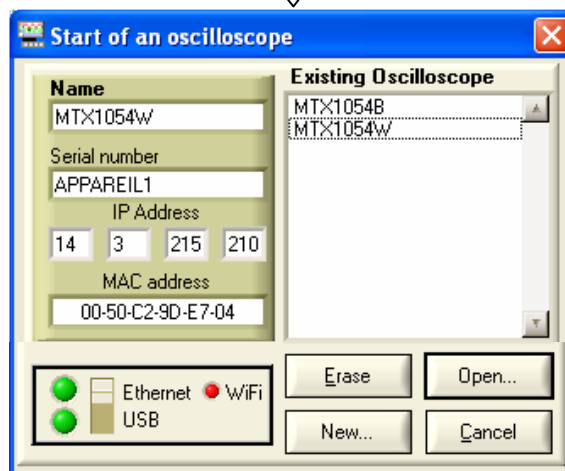 Start of an oscilloscope
Name
MTX1054W
Serial number
APPAREIL1
IP Address
14 3 215 210
MAC address
00-50-C2-9D-E7-04
Existing Oscilloscope
MTX1054B
MTX1054W
Ethernet WiFi
USB
Erase Open...
New... Cancel